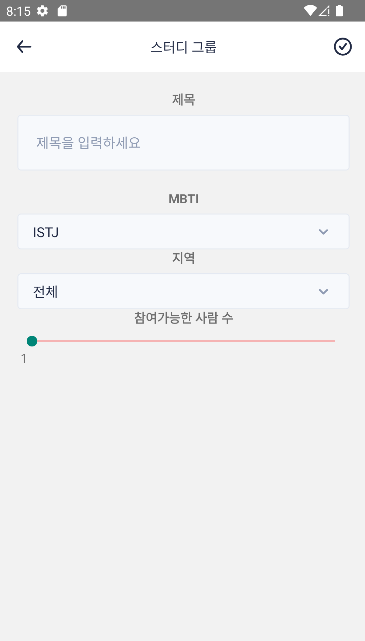 8:15
스터디 그룹
제목
제목을 입력하세요
MBTI
ISTJ
지역
전체
참여가능한 사람 수
1